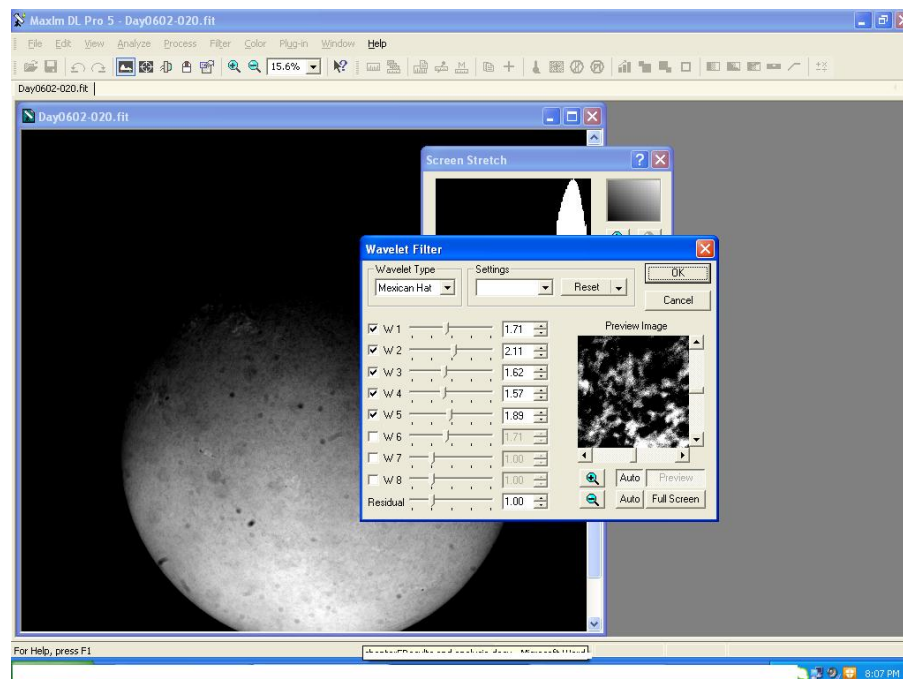 MaxIm DL Pro 5 - Day0602-020.fit
File Edit View Analyze Process Filter Color Plug-in Window Help
15.6%
Day0602-020.fit
Day0602-020.fit
Screen Stretch
Wavelet Filter
Wavelet Type
Settings
OK
Mexican Hat
Reset
Cancel
W 1 1.71
Preview Image
W 2 2.11
W 3 1.62
W 4 1.57
W 5 1.89
W 6 1.71
W 7 1.00
W 8 1.00
Auto Preview
Residual 1.00
Auto Full Screen
For Help, press F1
Microsoft Word
8:07 PM